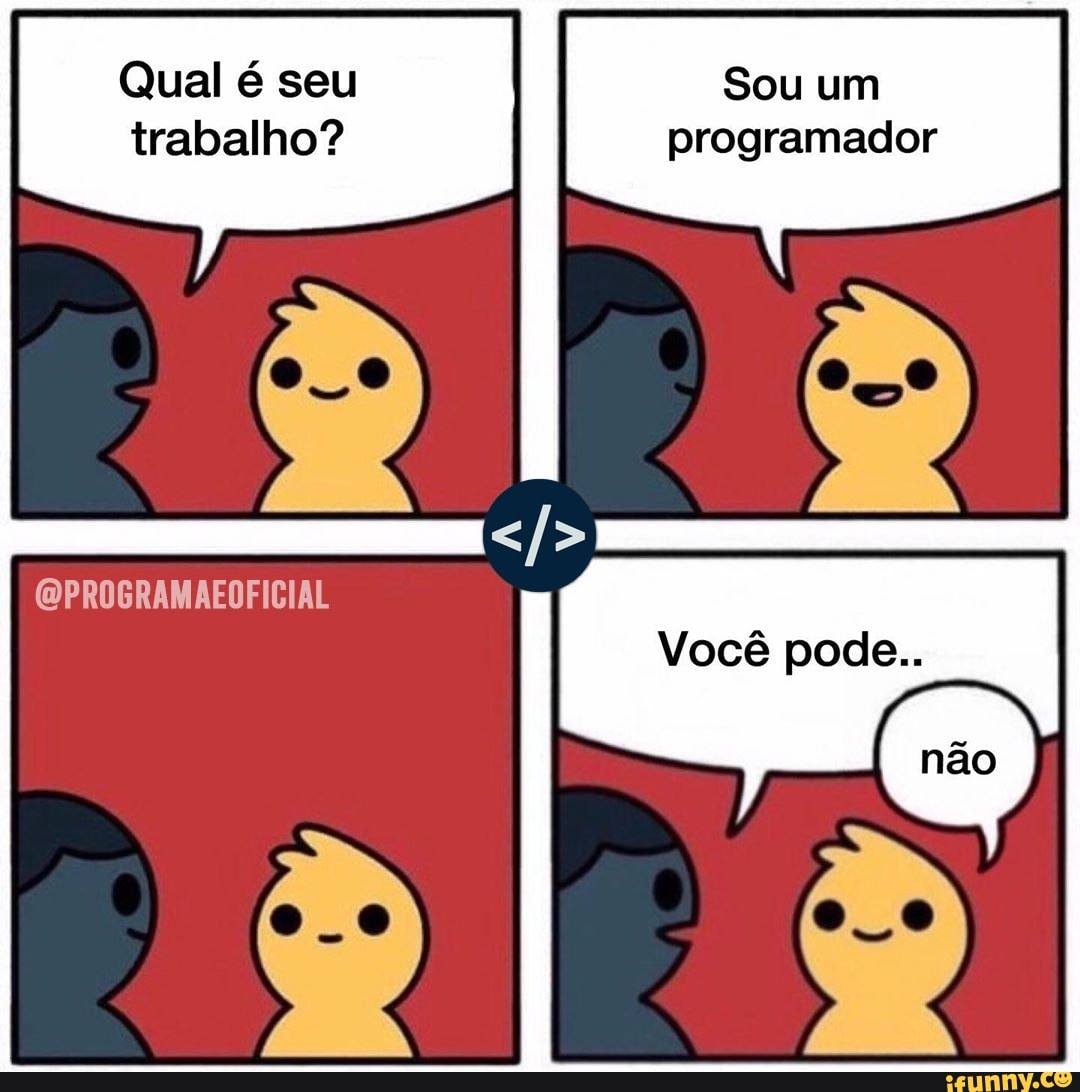 Qual é seu
trabalho?
Sou um
programador
</>
@PROGRAMAEOFICIAL
Você pode..
não
ifunny.co